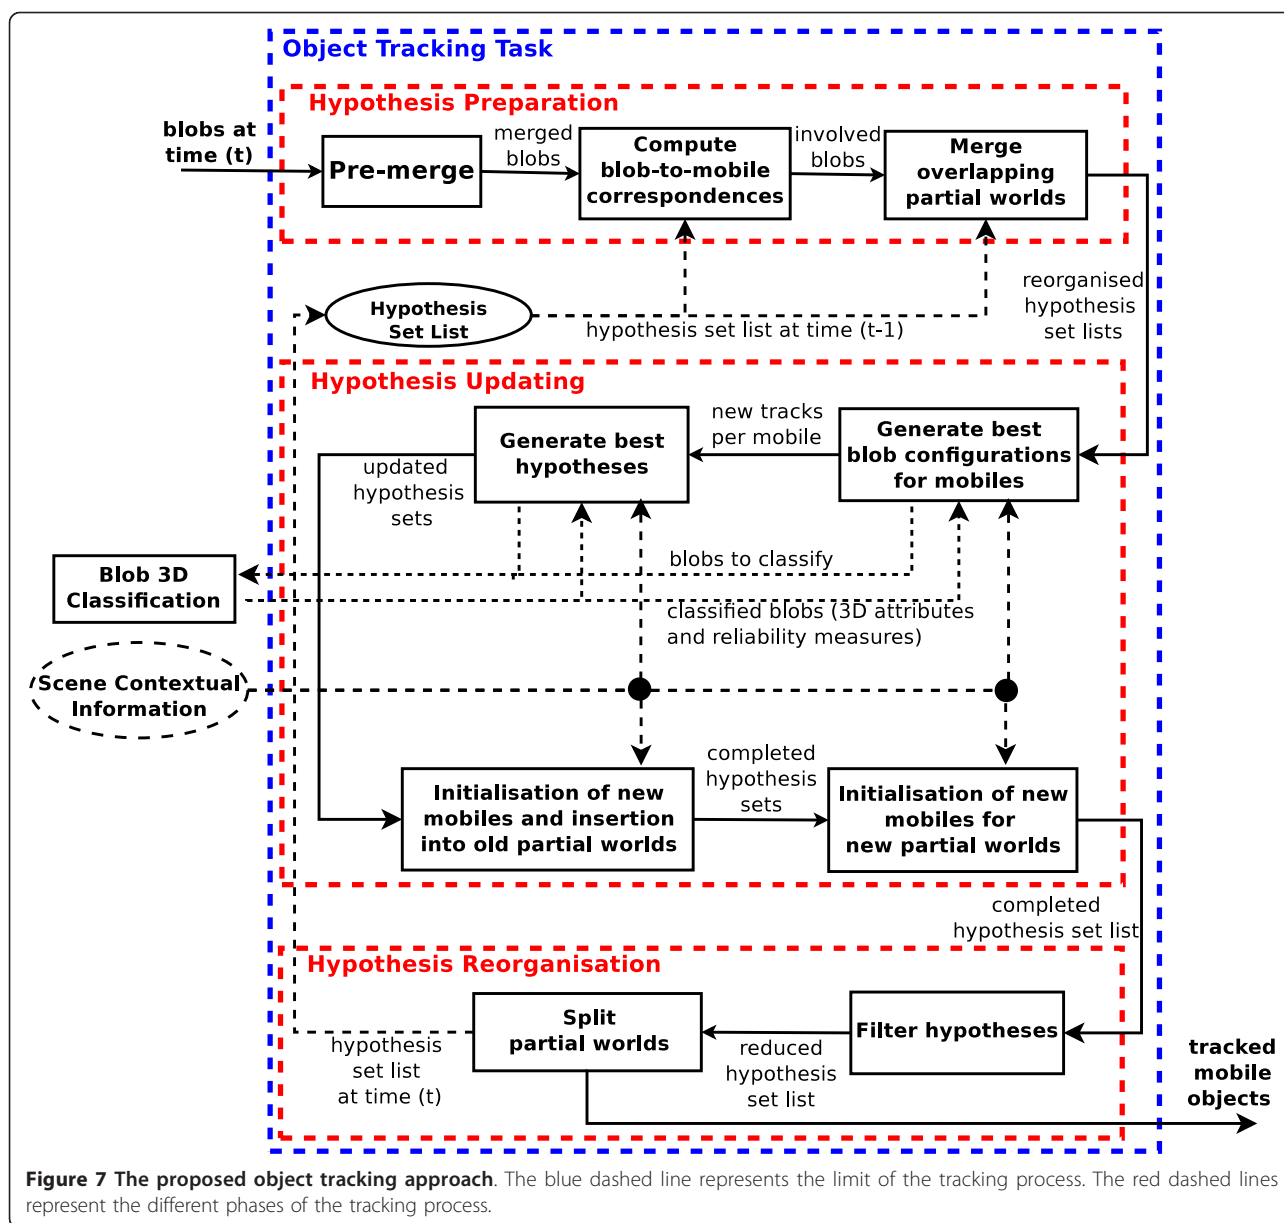 Object Tracking Task
Hypothesis Preparation
blobs at
time (t)
Pre-merge
merged
blobs
Compute
blob-to-mobile
correspondences
involved
blobs
Merge
overlapping
partial worlds
reorganised
hypothesis
set lists
Hypothesis
Set List
hypothesis set list at time (t-1)
Hypothesis Updating
Generate best
hypotheses
new tracks
per mobile
Generate best
blob configurations
for mobiles
updated
hypothesis
sets
Blob 3D
Classification
blobs to classify
classified blobs (3D attributes
and reliability measures)
Scene Contextual
Information
Initialisation of new
mobiles and insertion
into old partial worlds
completed
hypothesis
sets
Initialisation of new
mobiles for
new partial worlds
completed
hypothesis set list
Hypothesis Reorganisation
Split
partial worlds
Filter hypotheses
hypothesis
set list
at time (t)
reduced
hypothesis
set list
tracked
mobile
objects
Figure 7 The proposed object tracking approach. The blue dashed line represents the limit of the tracking process. The red dashed lines
represent the different phases of the tracking process.